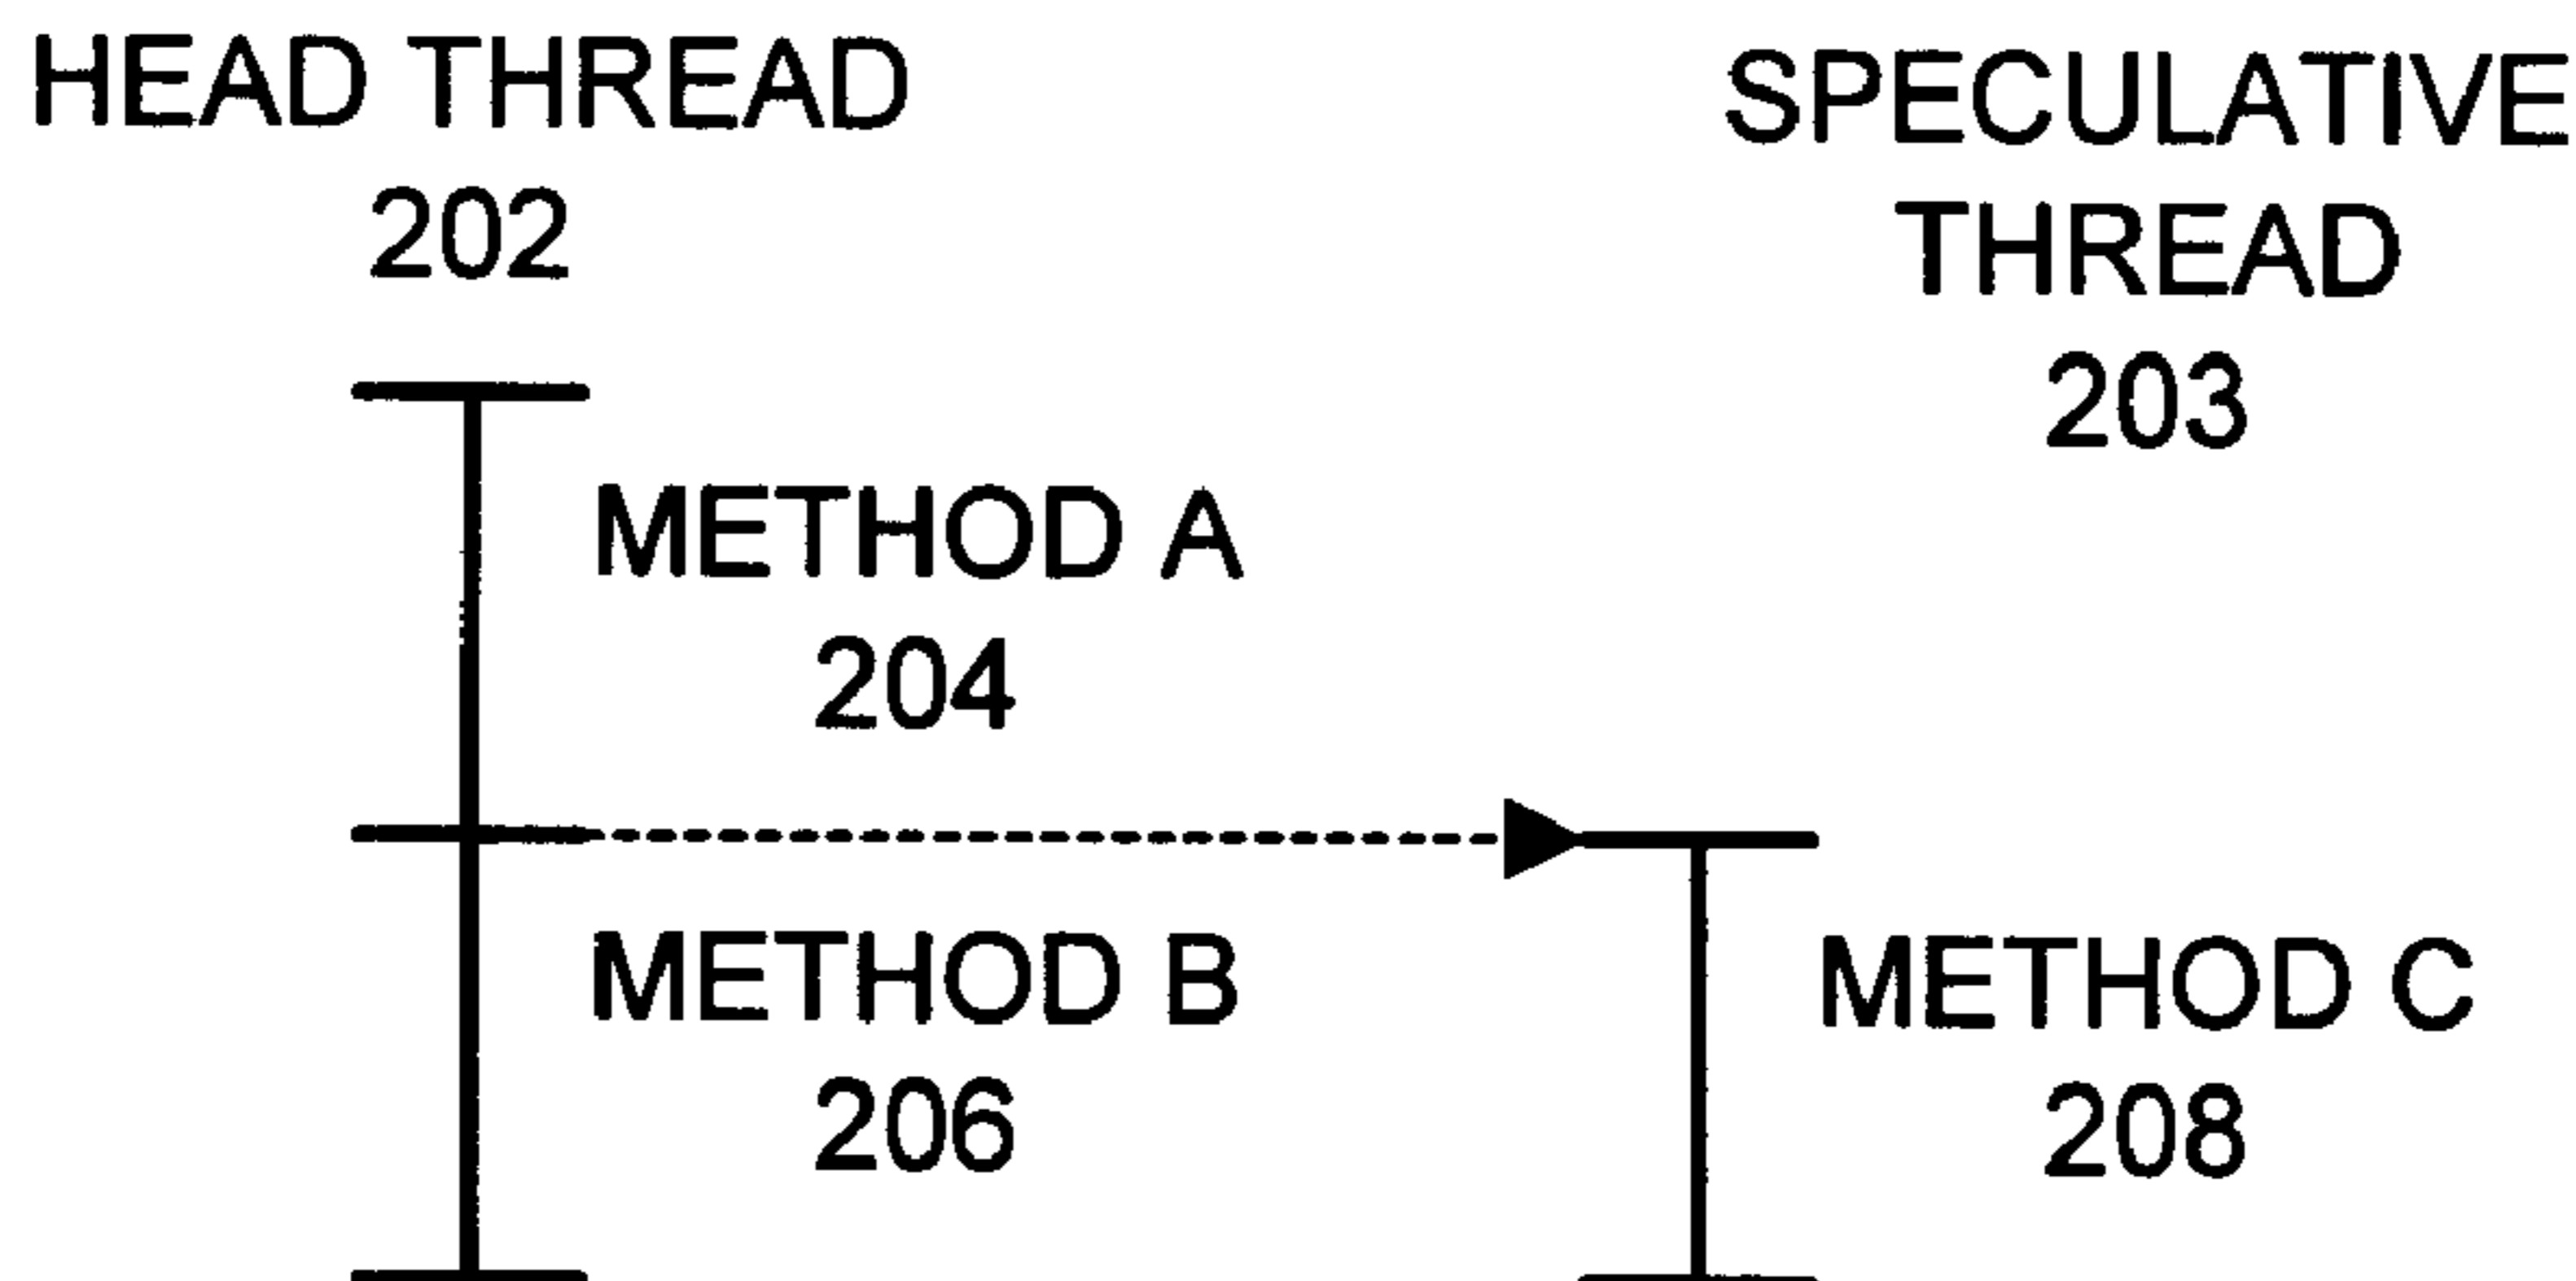 HEAD THREAD
202
SPECULATIVE
THREAD
203
METHOD A
204
METHOD B
206
METHOD C
208